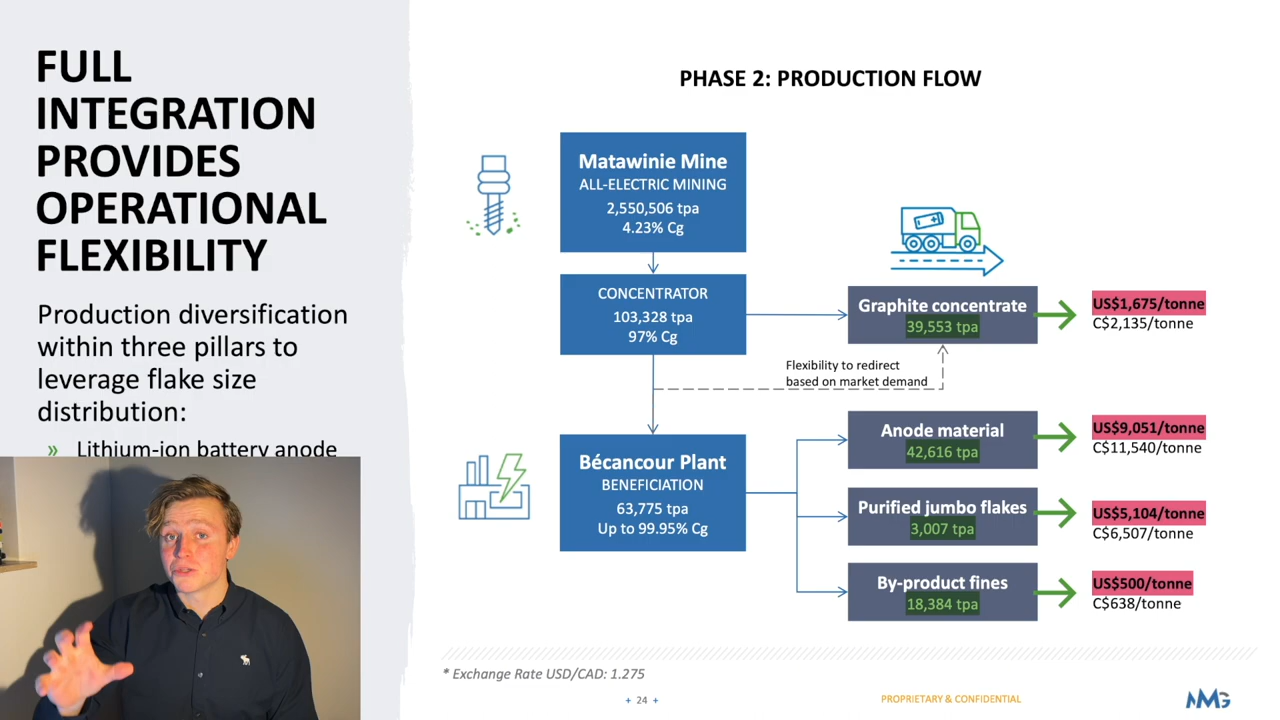 FULL
INTEGRATION
PROVIDES
OPERATIONAL
FLEXIBILITY
Production diversification
within three pillars to
leverage flake size
distribution:
» Lithium-ion battery anode
PHASE 2: PRODUCTION FLOW
Matawinie Mine
ALL-ELECTRIC MINING
2,550,506 tpa
4.23% Cg
CONCENTRATOR
103,328 tpa
97% Cg
Graphite concentrate
39,553 tpa
US$1,675/tonne
C$2,135/tonne
Flexibility to redirect
based on market demand
Bécancour Plant
BENEFICIATION
63,775 tpa
Up to 99.95% Cg
Anode material
42,616 tpa
US$9,051/tonne
C$11,540/tonne
Purified jumbo flakes
3,007 tpa
US$5,104/tonne
C$6,507/tonne
By-product fines
18,384 tpa
US$500/tonne
C$638/tonne
* Exchange Rate USD/CAD: 1.275
+ 24 +
PROPRIETARY & CONFIDENTIAL
NMG